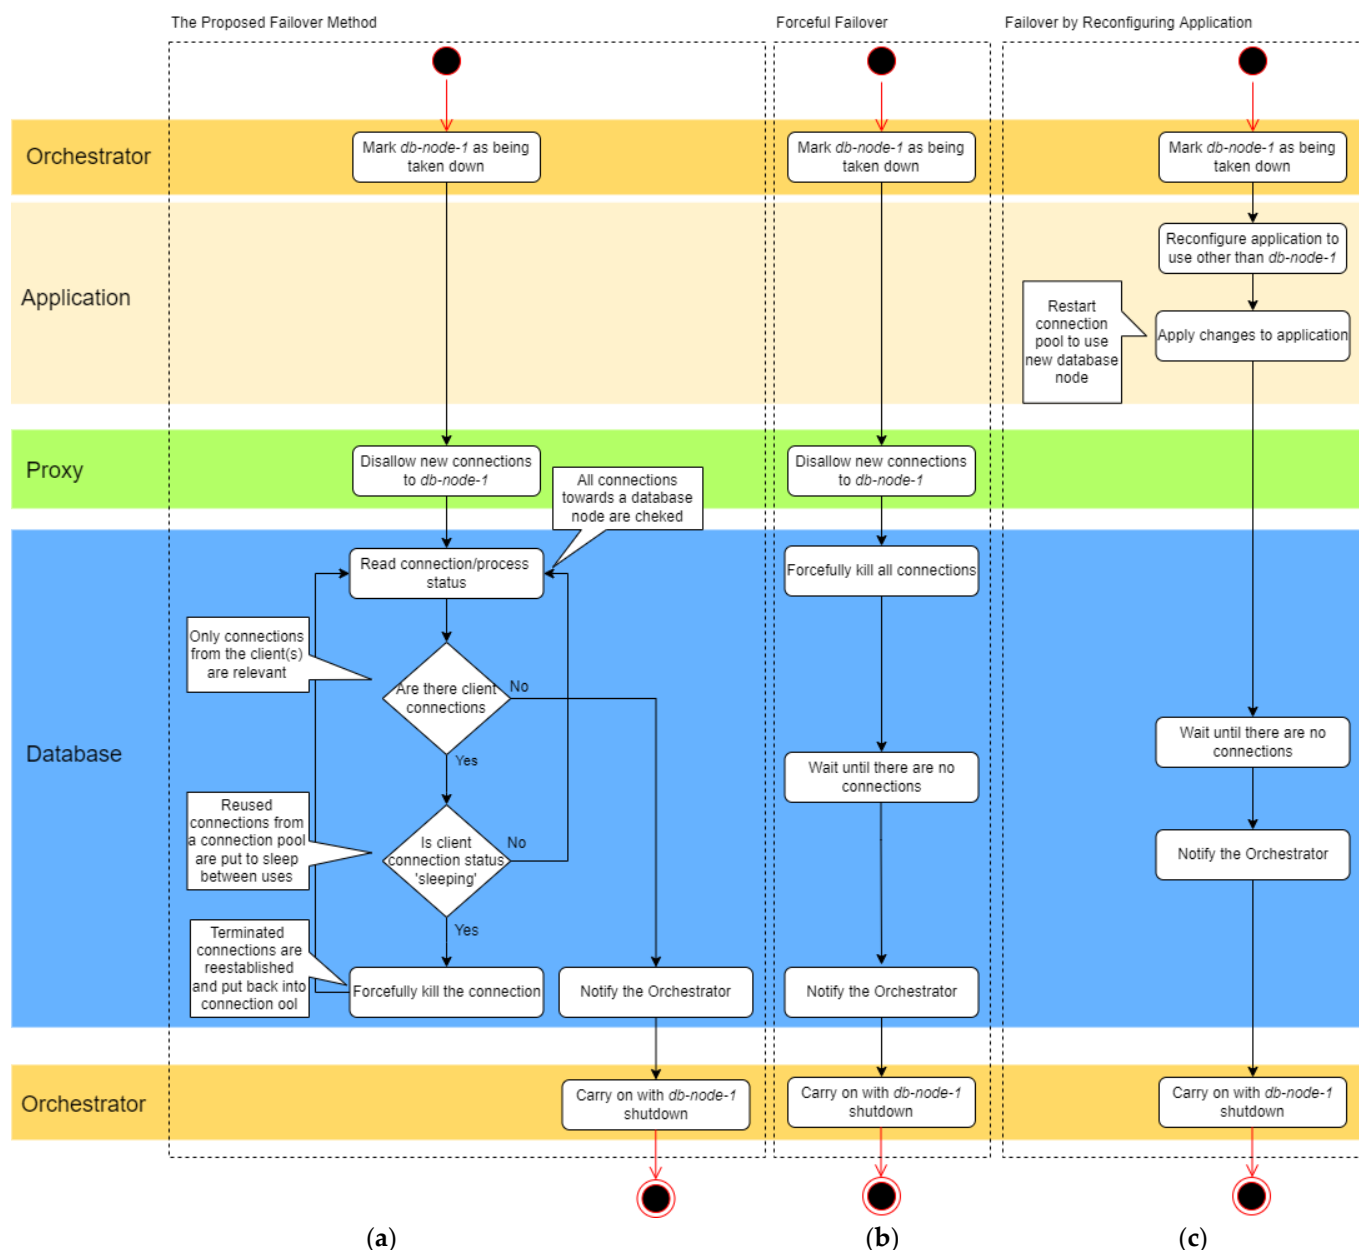 The Proposed Failover Method
Forceful Failover
Failover by Reconfiguring Application
Orchestrator
Mark db-node-1 as being
taken down
Mark db-node-1 as being
taken down
Mark db-node-1 as being
taken down
Application
Reconfigure application to
use other than db-node-1
Restart
connection
pool to use
new database
node
Apply changes to application
Proxy
Disallow new connections
to db-node-1
All connections
towards a database
node are cheked
Disallow new connections
to db-node-1
Database
Read connection/process
status
Forcefully kill all connections
Only connections
from the client(s)
are relevant
Are there client
connections
No
Yes
Wait until there are no
connections
Wait until there are no
connections
Reused
connections from
a connection pool
are put to sleep
between uses
Is client
connection status
'sleeping'
No
Yes
Notify the Orchestrator
Terminated
connections are
reestablished
and put back into
connection ool
Forcefully kill the connection
Notify the Orchestrator
Notify the Orchestrator
Orchestrator
Carry on with db-node-1
shutdown
Carry on with db-node-1
shutdown
Carry on with db-node-1
shutdown
(a)
(b)
(c)